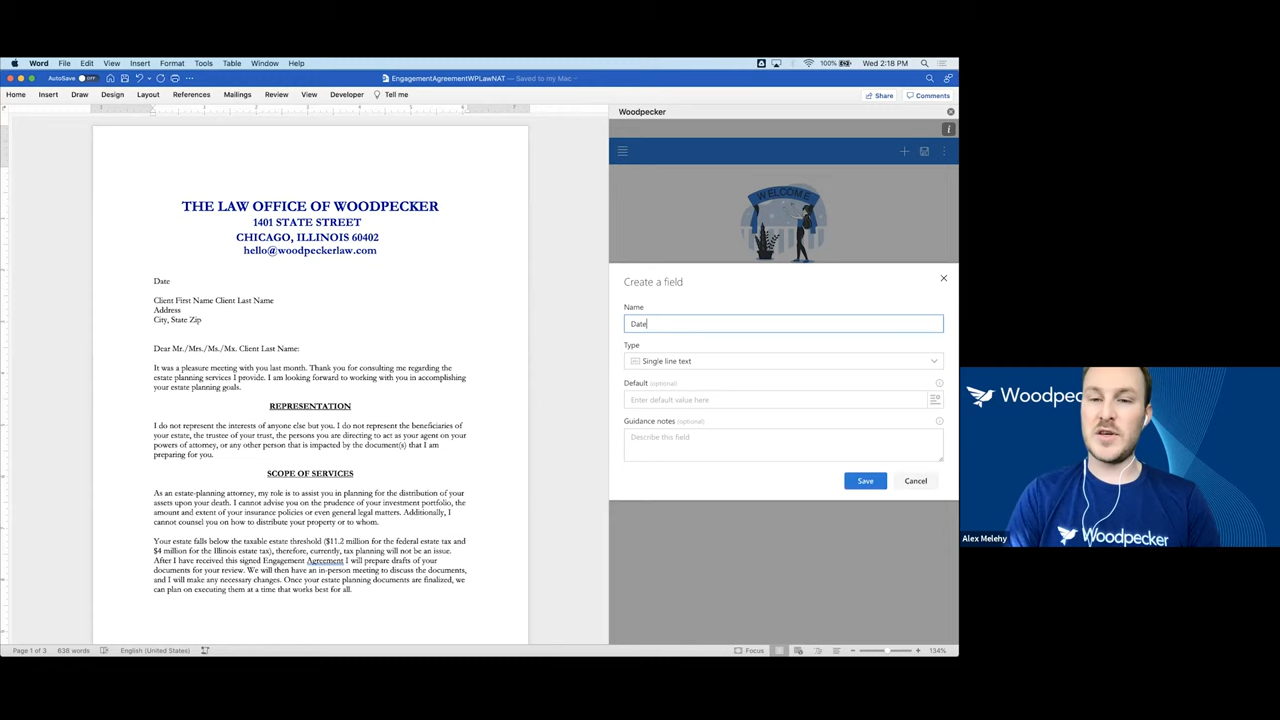 Word File Edit View Insert Format Tools Table Window Help
100% Wed 2:18 PM
AutoSave OFF
EngagementAgreementWPLawNAT — Saved to my Mac
Home Insert Draw Design Layout References Mailings Review View Developer Tell me
Share Comments
Woodpecker
i
WELCOME
THE LAW OFFICE OF WOODPECKER
1401 STATE STREET
CHICAGO, ILLINOIS 60402
hello@woodpeckerlaw.com
Date
Client First Name Client Last Name
Address
City, State Zip
Dear Mr./Mrs./Ms./Mx. Client Last Name:
It was a pleasure meeting with you last month. Thank you for consulting me regarding the
estate planning services I provide. I am looking forward to working with you in accomplishing
your estate planning goals.
REPRESENTATION
I do not represent the interests of anyone else but you. I do not represent the beneficiaries of
your estate, the trustee of your trust, the persons you are directing to act as your agent on your
powers of attorney, or any other person that is impacted by the document(s) that I am
preparing for you.
SCOPE OF SERVICES
As an estate-planning attorney, my role is to assist you in planning for the distribution of your
assets upon your death. I cannot advise you on the prudence of your investment portfolio, the
amount and extent of your insurance policies or even general legal matters. Additionally, I
cannot counsel you on how to distribute your property or to whom.
Your estate falls below the taxable estate threshold ($11.2 million for the federal estate tax and
$4 million for the Illinois estate tax), therefore, currently, tax planning will not be an issue.
After I have received this signed Engagement Agreement I will prepare drafts of your
documents for your review. We will then have an in-person meeting to discuss the documents,
and I will make any necessary changes. Once your estate planning documents are finalized, we
can plan on executing them at a time that works best for all.
Create a field
Name
Date
Type
Single line text
Default (optional)
Enter default value here
Guidance notes (optional)
Describe this field
Save Cancel
Page 1 of 3 638 words English (United States)
Focus 134%
Woodpec
Woodpecker
Alex Melehy